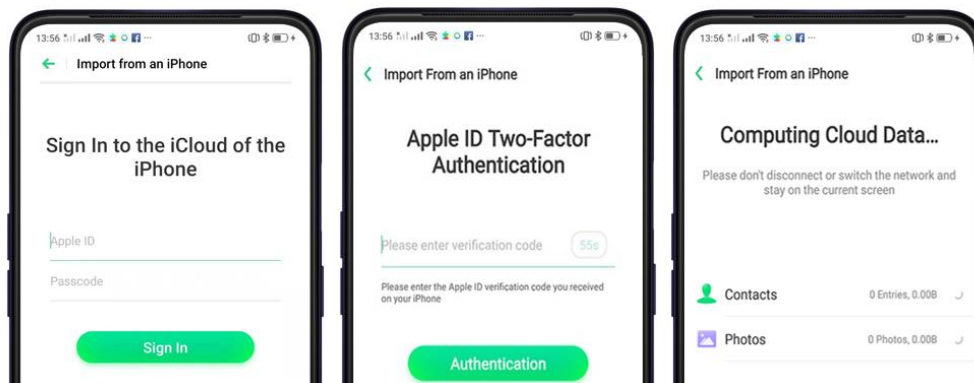 13:56
Import from an iPhone
Sign In to the iCloud of the
iPhone
Apple ID
Passcode
Sign In
13:56
Import From an iPhone
Apple ID Two-Factor
Authentication
Please enter verification code 55s
Please enter the Apple ID verification code you received
on your iPhone
Authentication
13:56
Import From an iPhone
Computing Cloud Data...
Please don't disconnect or switch the network and
stay on the current screen
Contacts 0 Entries, 0.00B
Photos 0 Photos, 0.00B